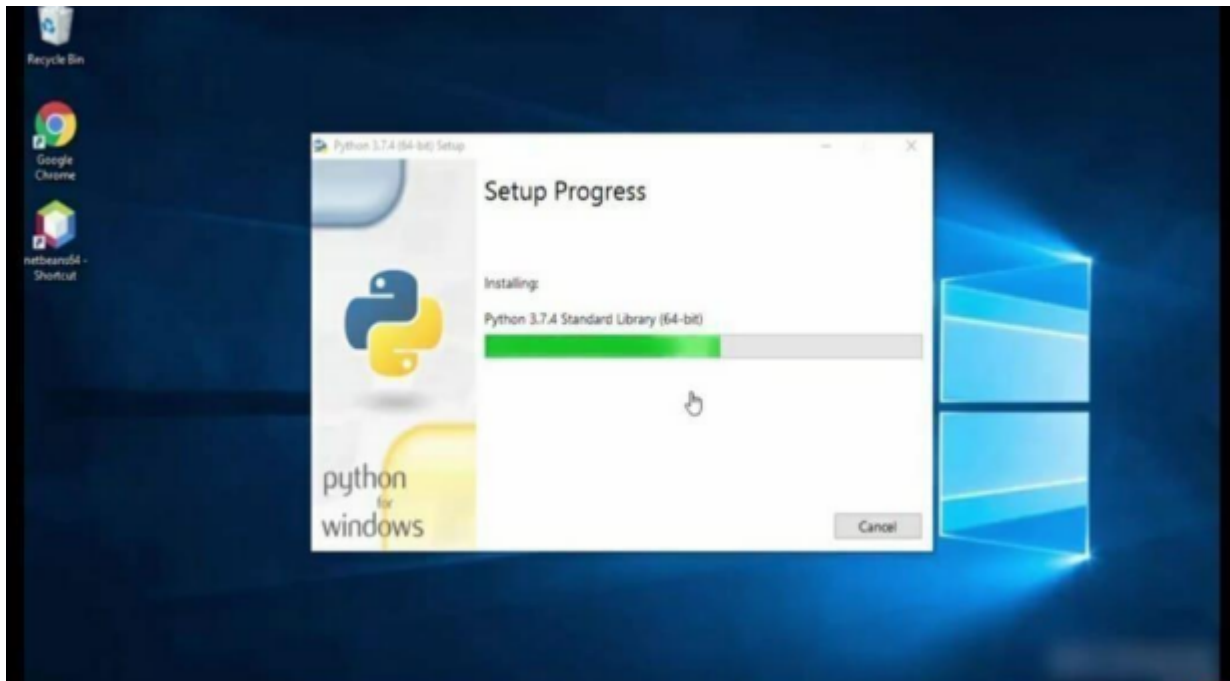 Recycle Bin
Google
Chrome
netbeans64 -
Shortcut
Python 3.7.4 (64-bit) Setup
Setup Progress
Installing:
Python 3.7.4 Standard Library (64-bit)
python
for
windows
Cancel